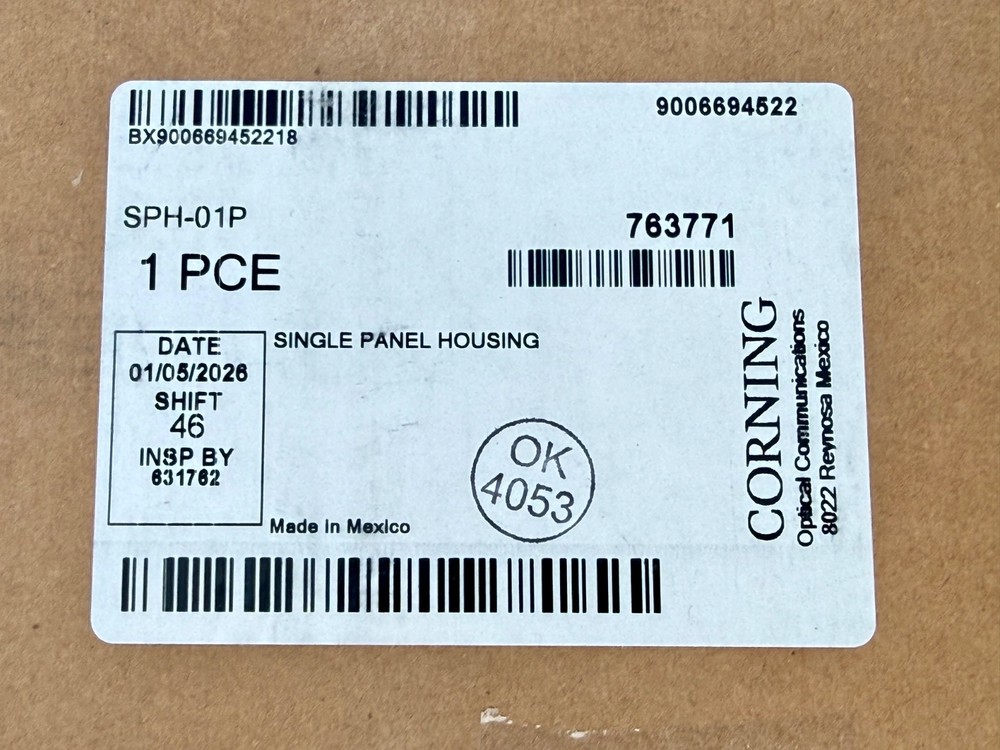 9006694522
BX900669452218
SPH-01P
763771
1 PCE
SINGLE PANEL HOUSING
DATE
01/05/2026
SHIFT
46
INSP BY
631762
OK
4053
Made In Mexico
CORNING
Optical Communications
8022 Reynosa Mexico